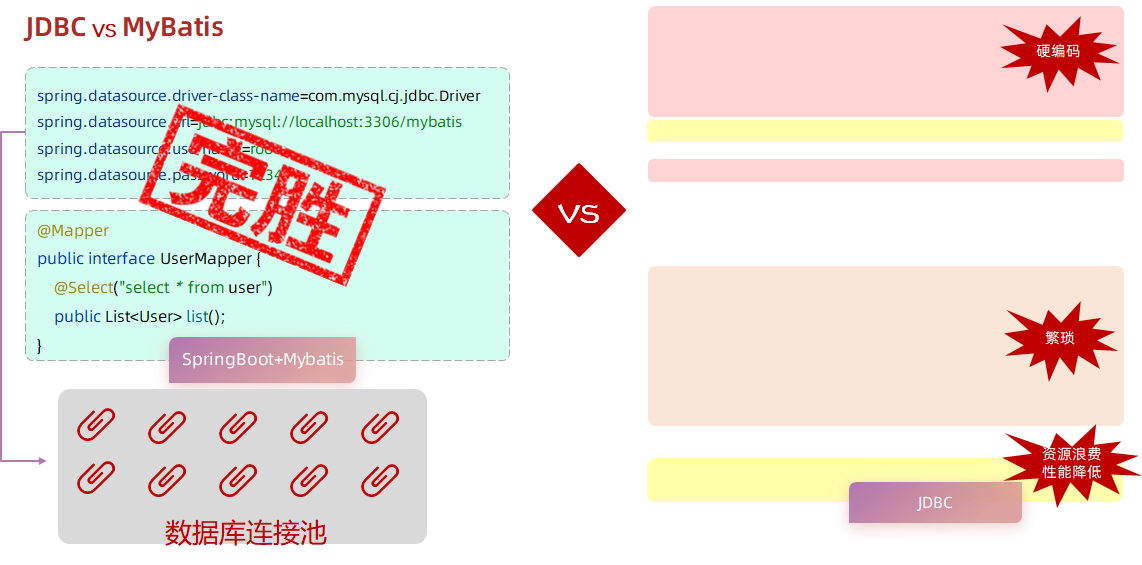 JDBC vs MyBatis
spring.datasource.driver-class-name=com.mysql.cj.jdbc.Driver
spring.datasource.url=jdbc:mysql://localhost:3306/mybatis
spring.datasource.username=root
spring.datasource.password=1234
完胜
@Mapper
public interface UserMapper {
@Select("select * from user")
public List<User> list();
}
SpringBoot+Mybatis
数据库连接池
VS
硬编码
繁琐
资源浪费
性能降低
JDBC